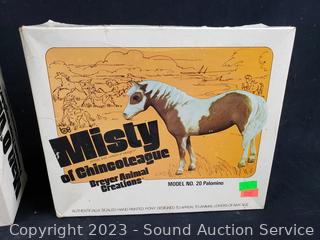 Misty
of Chincoteague
Breyer Animal
Creations
MODEL NO. 20 Palomino
AUTHENTICALLY SCALED HAND PAINTED PONY DESIGNED TO APPEAL TO ANIMAL LOVERS OF ANY AGE
Copyright 2023 - Sound Auction Service